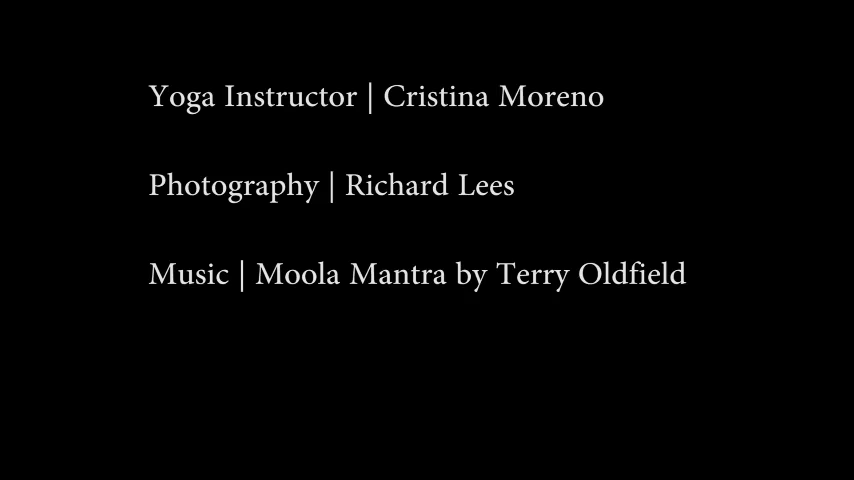 Yoga Instructor | Cristina Moreno
Photography | Richard Lees
Music | Moola Mantra by Terry Oldfield